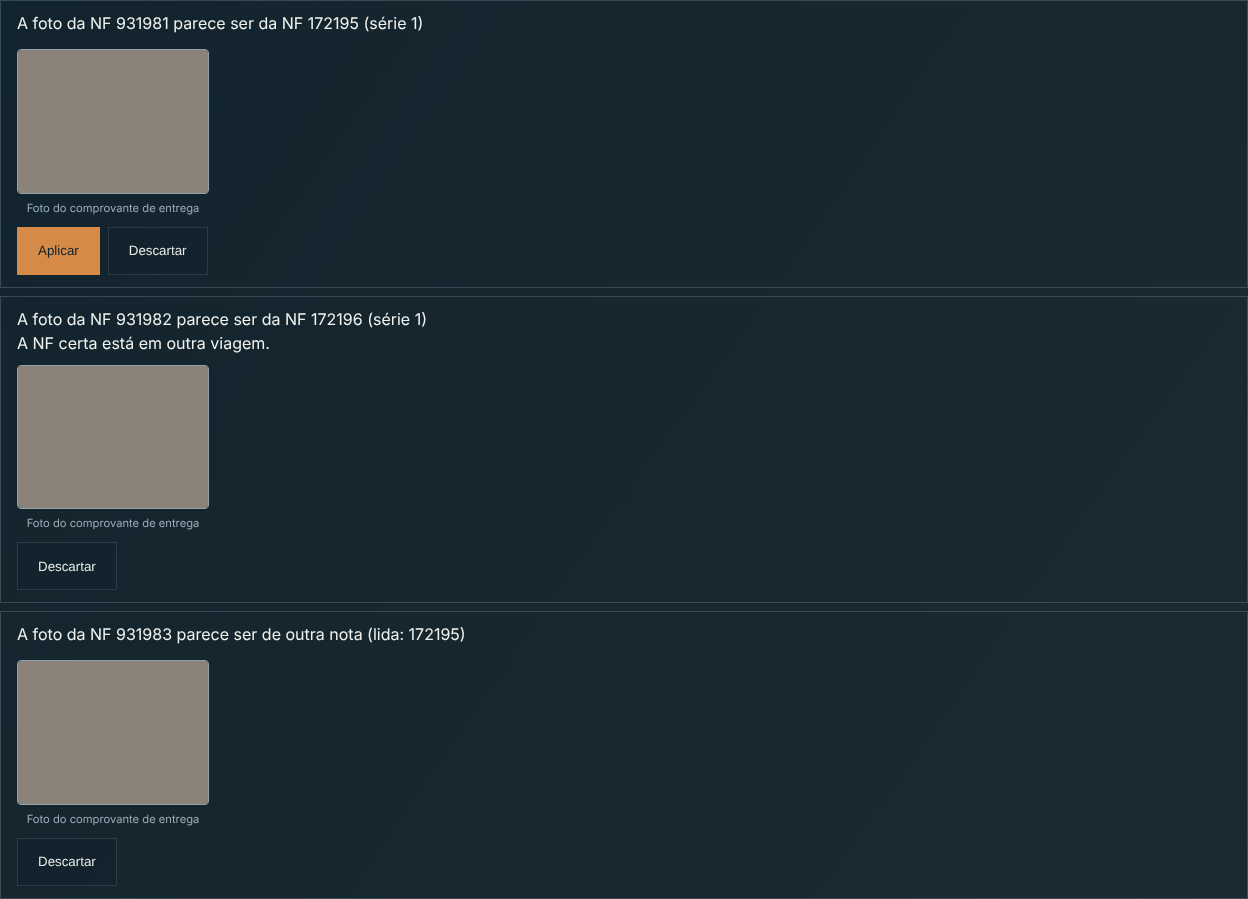 A foto da NF 931981 parece ser da NF 172195 (série 1)
Foto do comprovante de entrega
Aplicar
Descartar
A foto da NF 931982 parece ser da NF 172196 (série 1)
A NF certa está em outra viagem.
Foto do comprovante de entrega
Descartar
A foto da NF 931983 parece ser de outra nota (lida: 172195)
Foto do comprovante de entrega
Descartar